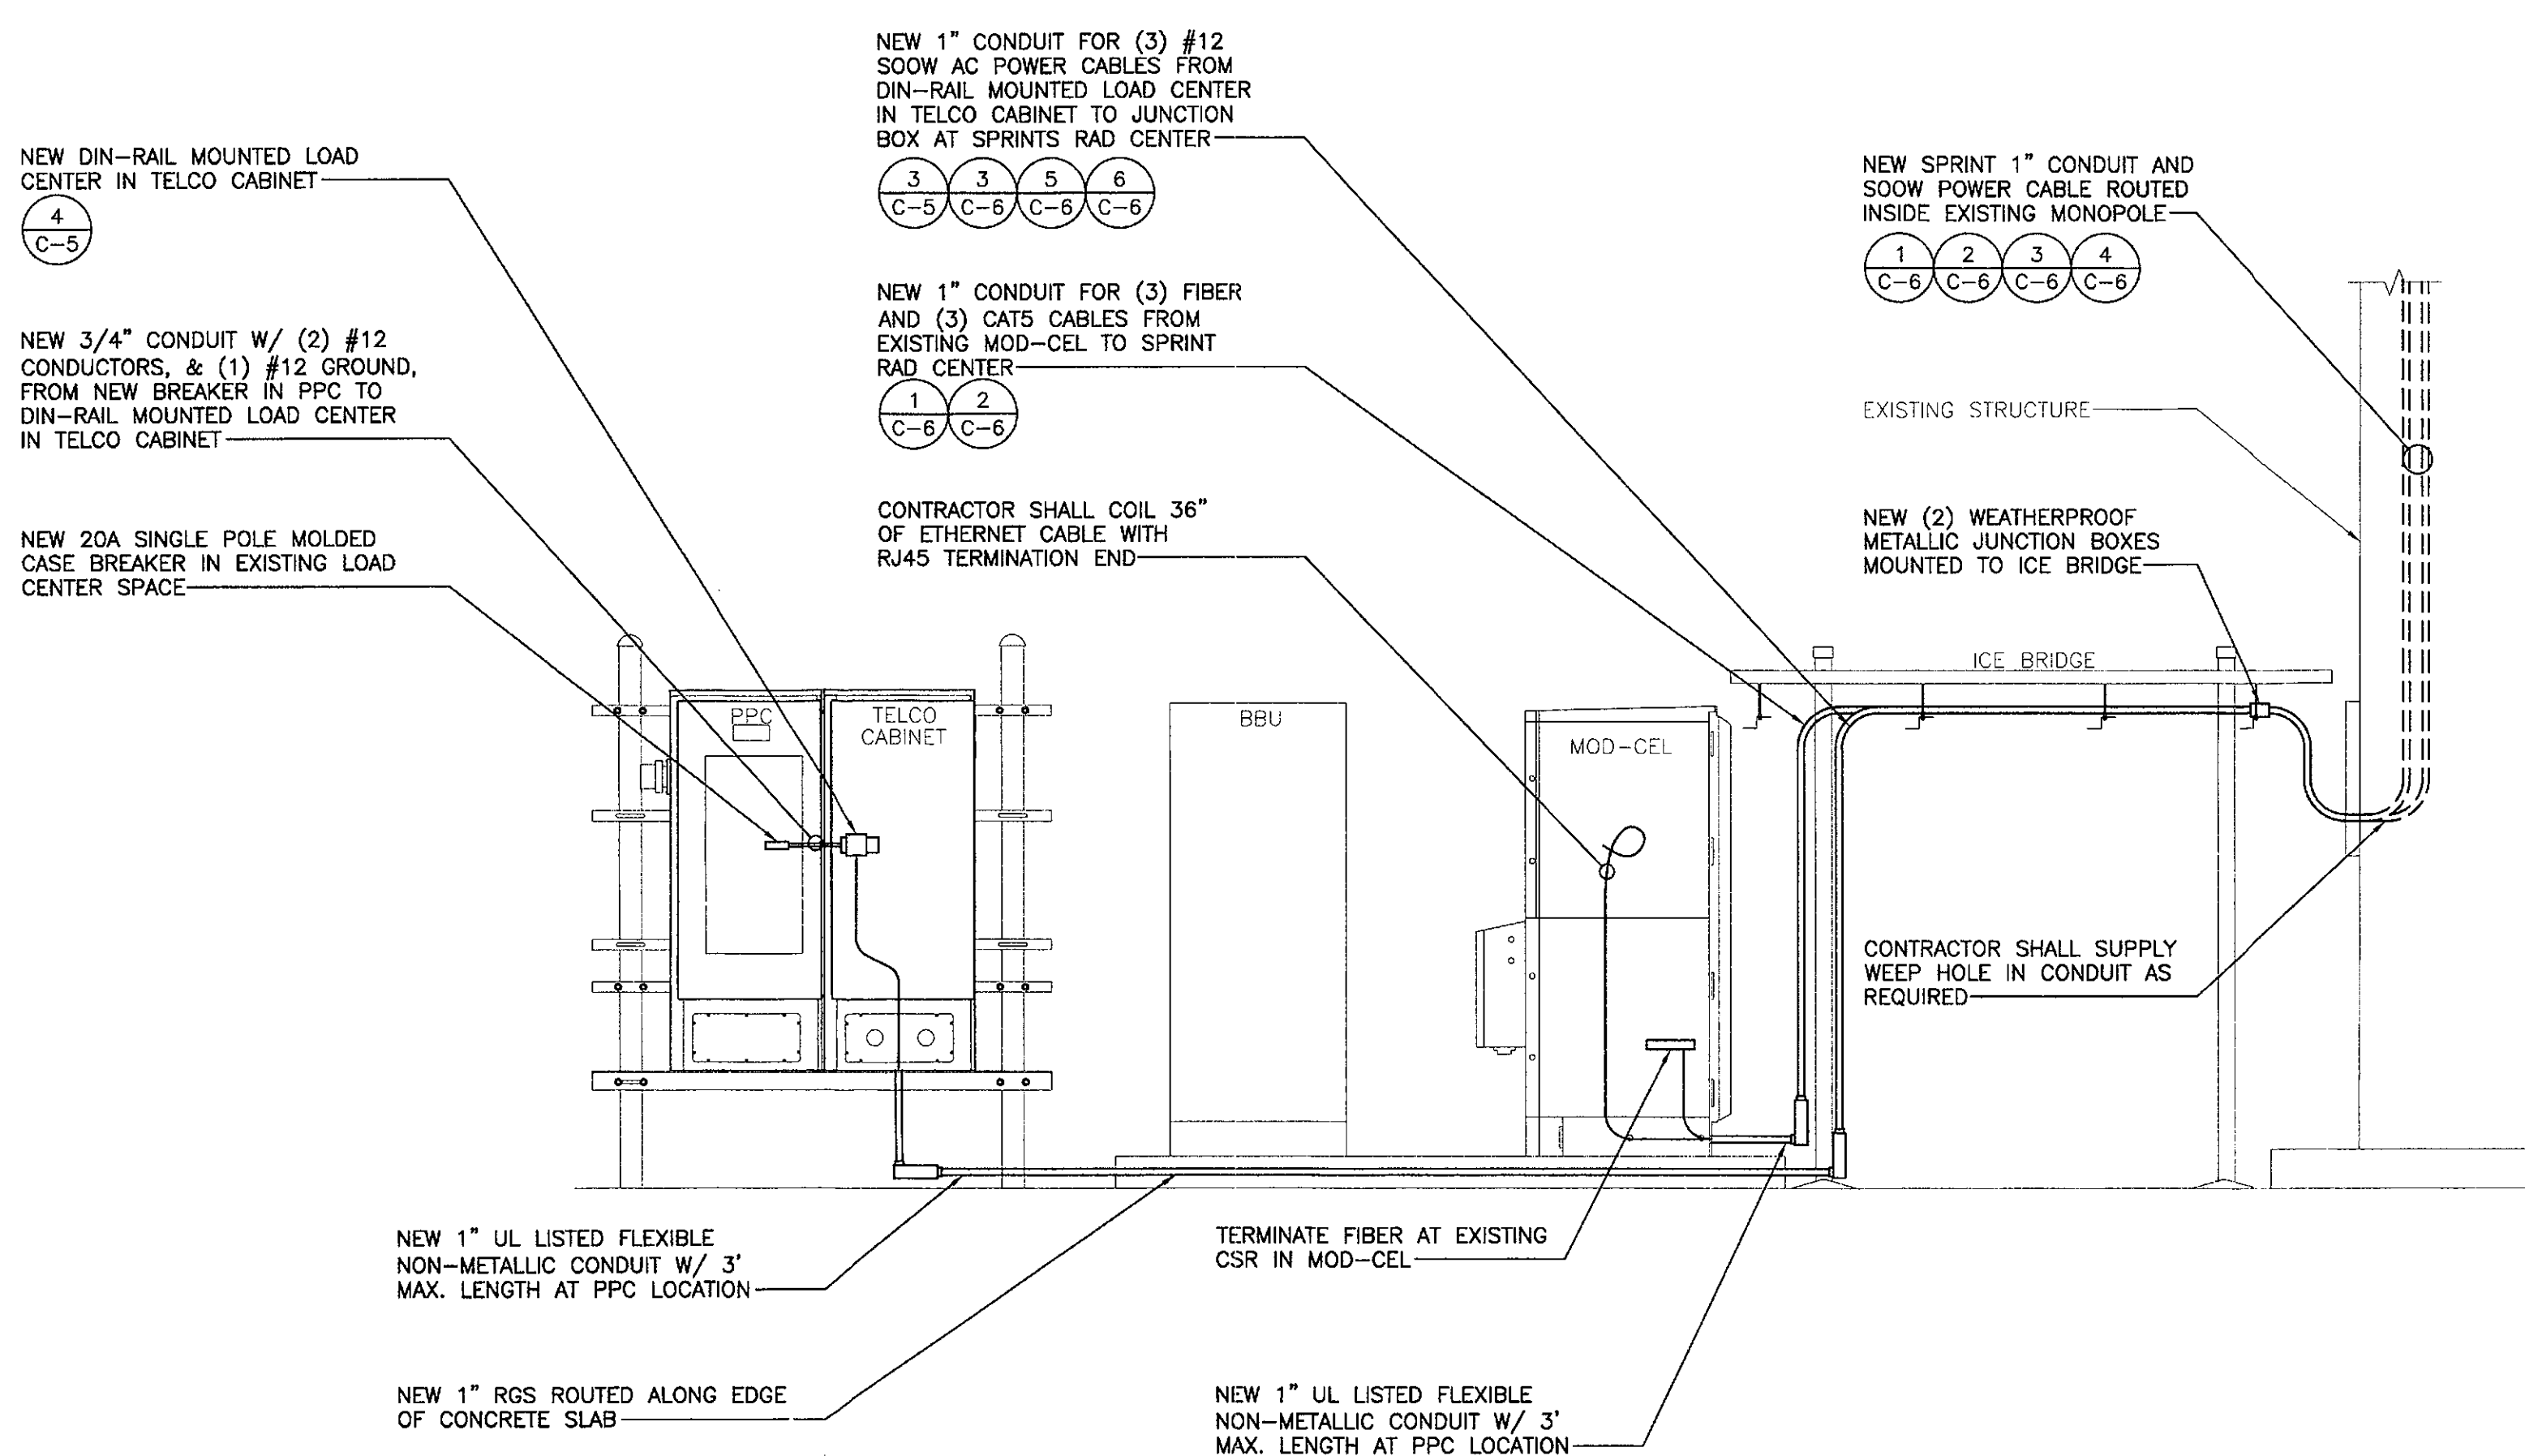 NEW DIN-RAIL MOUNTED LOAD
CENTER IN TELCO CABINET
4
C-5
NEW 3/4" CONDUIT W/ (2) #12
CONDUCTORS, & (1) #12 GROUND,
FROM NEW BREAKER IN PPC TO
DIN-RAIL MOUNTED LOAD CENTER
IN TELCO CABINET
NEW 20A SINGLE POLE MOLDED
CASE BREAKER IN EXISTING LOAD
CENTER SPACE
NEW 1" CONDUIT FOR (3) #12
SOOW AC POWER CABLES FROM
DIN-RAIL MOUNTED LOAD CENTER
IN TELCO CABINET TO JUNCTION
BOX AT SPRINTS RAD CENTER
3 3 5 6
C-5 C-6 C-6 C-6
NEW 1" CONDUIT FOR (3) FIBER
AND (3) CAT5 CABLES FROM
EXISTING MOD-CEL TO SPRINT
RAD CENTER
1 2
C-6 C-6
CONTRACTOR SHALL COIL 36"
OF ETHERNET CABLE WITH
RJ45 TERMINATION END
NEW SPRINT 1" CONDUIT AND
SOOW POWER CABLE ROUTED
INSIDE EXISTING MONOPOLE
1 2 3 4
C-6 C-6 C-6 C-6
EXISTING STRUCTURE
NEW (2) WEATHERPROOF
METALLIC JUNCTION BOXES
MOUNTED TO ICE BRIDGE
ICE BRIDGE
PPC
TELCO
CABINET
BBU
MOD-CEL
CONTRACTOR SHALL SUPPLY
WEEP HOLE IN CONDUIT AS
REQUIRED
NEW 1" UL LISTED FLEXIBLE
NON-METALLIC CONDUIT W/ 3'
MAX. LENGTH AT PPC LOCATION
TERMINATE FIBER AT EXISTING
CSR IN MOD-CEL
NEW 1" RGS ROUTED ALONG EDGE
OF CONCRETE SLAB
NEW 1" UL LISTED FLEXIBLE
NON-METALLIC CONDUIT W/ 3'
MAX. LENGTH AT PPC LOCATION